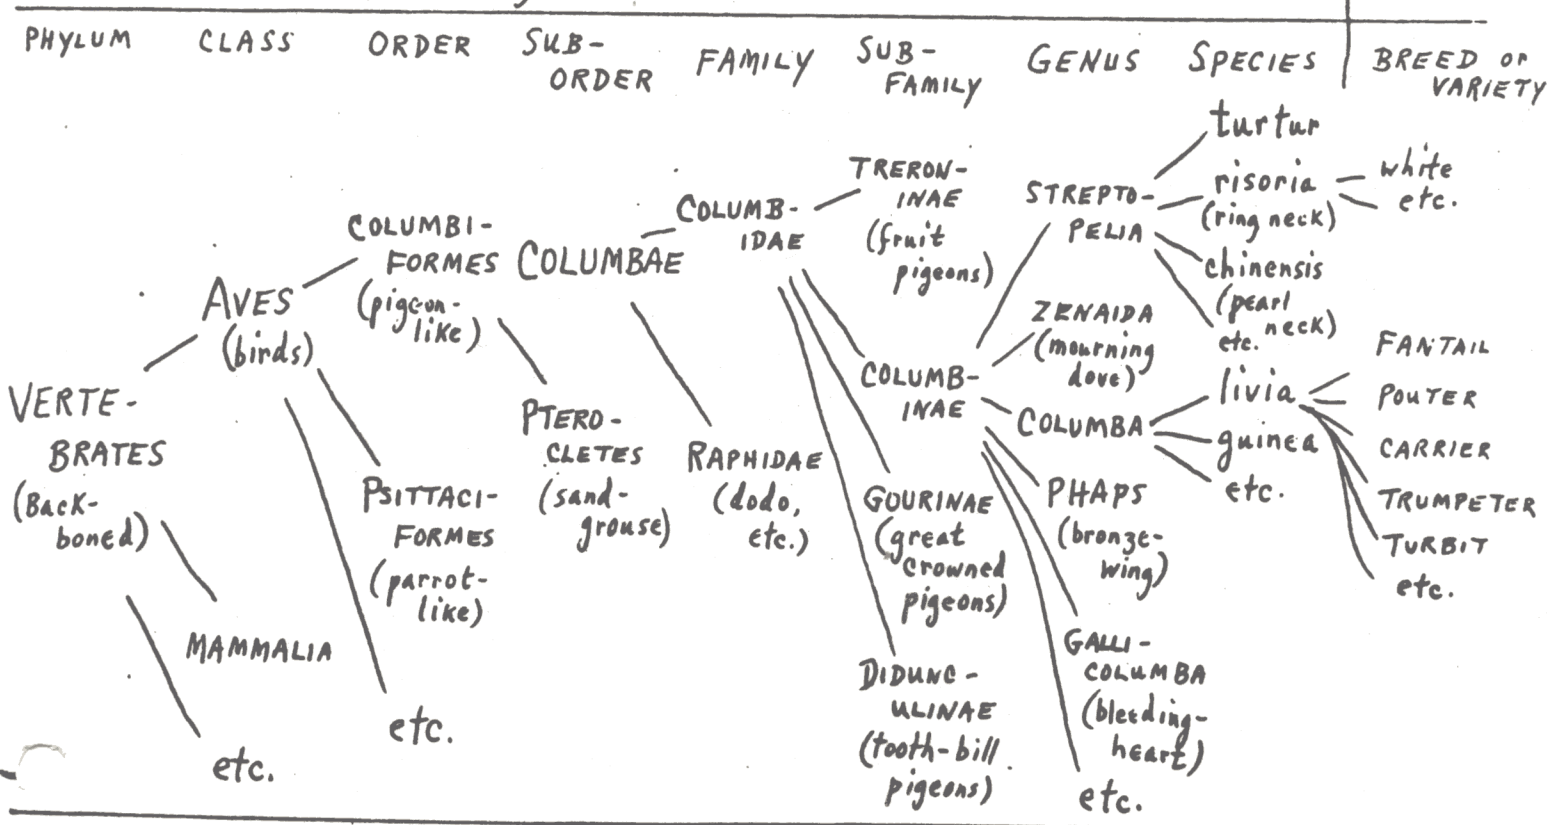 PHYLUM CLASS ORDER SUB-ORDER FAMILY SUB-FAMILY GENUS SPECIES BREED or VARIETY
VERTE-
BRATES
(Back-
boned)
AVES
(birds)
MAMMALIA
etc.
COLUMBI-
FORMES
(pigeon-
like)
PSITTACI-
FORMES
(parrot-
like)
etc.
COLUMBAE
PTERO-
CLETES
(sand-
grouse)
COLUMB-
IDAE
RAPHIDAE
(dodo,
etc.)
TRERON-
INAE
(fruit
pigeons)
COLUMB-
INAE
GOURINAE
(great
crowned
pigeons)
DIDUNC-
ULINAE
(tooth-bill
pigeons)
STREPTO-
PELIA
ZENAIDA
(mourning
dove)
COLUMBA
PHAPS
(bronze-
wing)
GALLI-
COLUMBA
(bleeding-
heart)
etc.
turtur
risoria
(ring neck)
chinensis
(pearl
neck)
etc.
livia
guinea
etc.
white
etc.
FANTAIL
POUTER
CARRIER
TRUMPETER
TURBIT
etc.